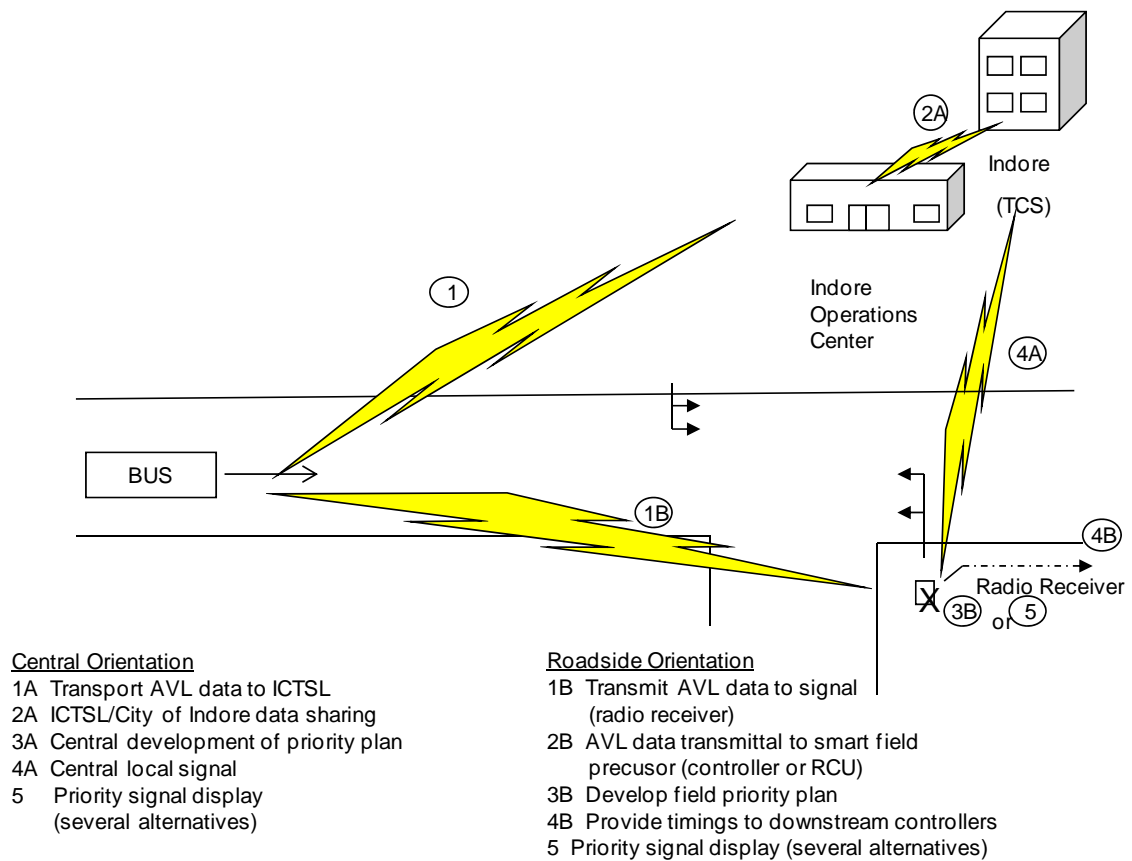 2A
Indore
(TCS)
1
Indore
Operations
Center
4A
BUS
1B
4B
Radio Receiver
X
3B or 5
Central Orientation
1A Transport AVL data to ICTSL
2A ICTSL/City of Indore data sharing
3A Central development of priority plan
4A Central local signal
5 Priority signal display
(several alternatives)
Roadside Orientation
1B Transmit AVL data to signal
(radio receiver)
2B AVL data transmittal to smart field
precusor (controller or RCU)
3B Develop field priority plan
4B Provide timings to downstream controllers
5 Priority signal display (several alternatives)